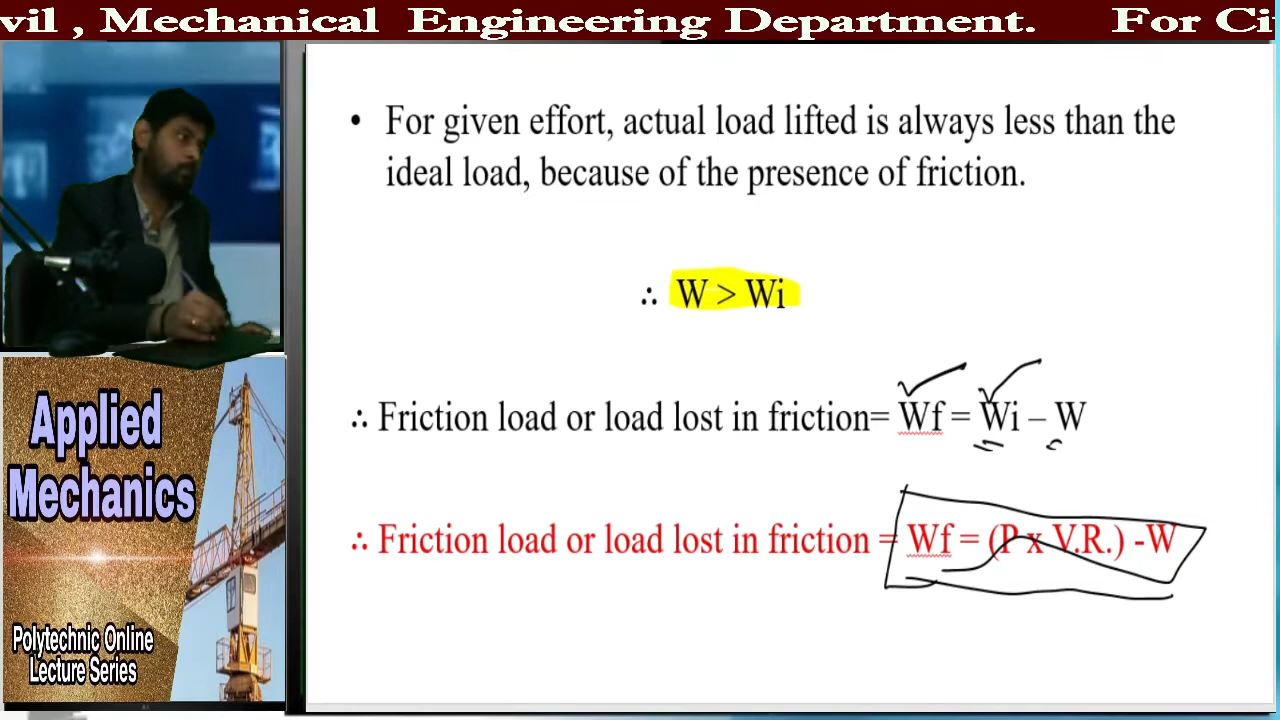 vil , Mechanical Engineering Department. For Ci
• For given effort, actual load lifted is always less than the
ideal load, because of the presence of friction.
∴ W > Wi
∴ Friction load or load lost in friction= Wf = Wi – W
∴ Friction load or load lost in friction = Wf = (P x V.R.) -W
Applied
Mechanics
Polytechnic Online
Lecture Series